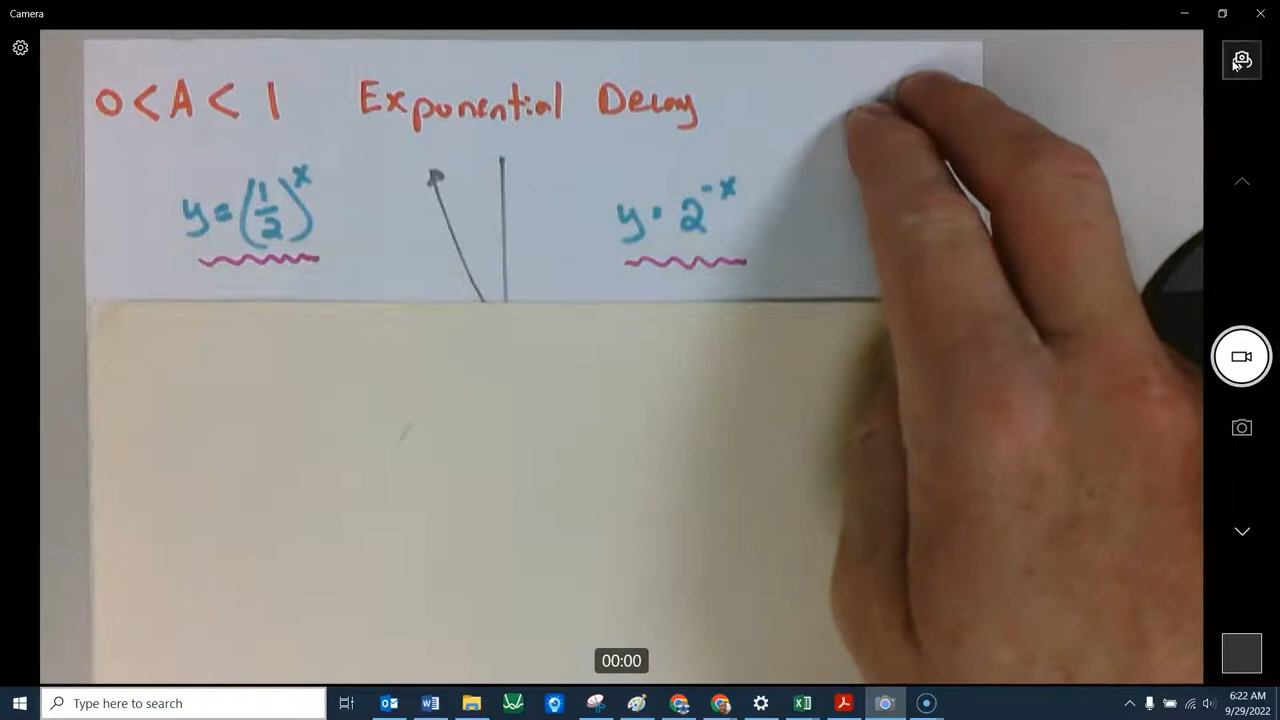 Camera
0 < A < 1 Exponential Decay
y = (1/2)^x
y = 2^-x
00:00
Type here to search
6:22 AM
9/29/2022